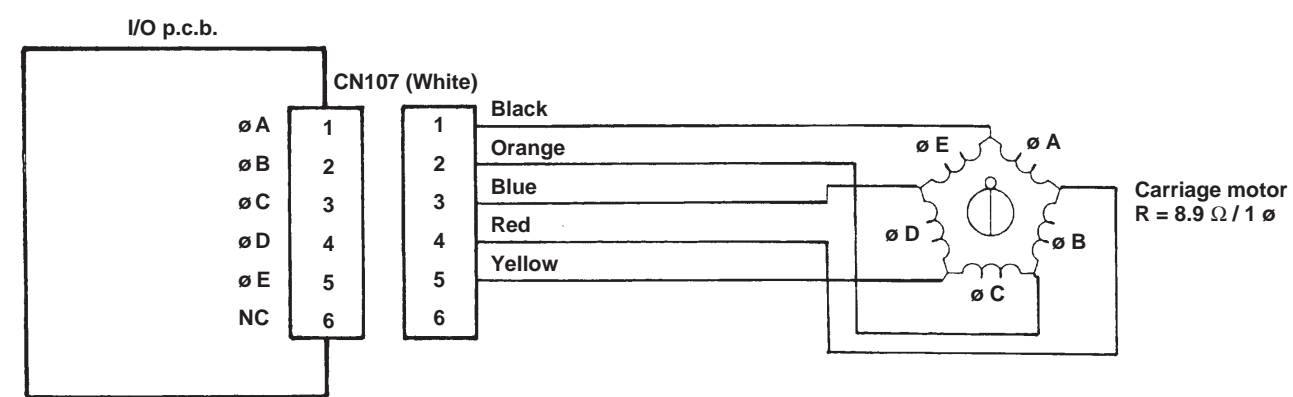 I/O p.c.b.
CN107 (White)
ø A 1 1 Black
ø B 2 2 Orange
ø C 3 3 Blue
ø D 4 4 Red
ø E 5 5 Yellow
NC 6 6
ø E ø A
ø D ø B
ø C
Carriage motor
R = 8.9 Ω / 1 ø